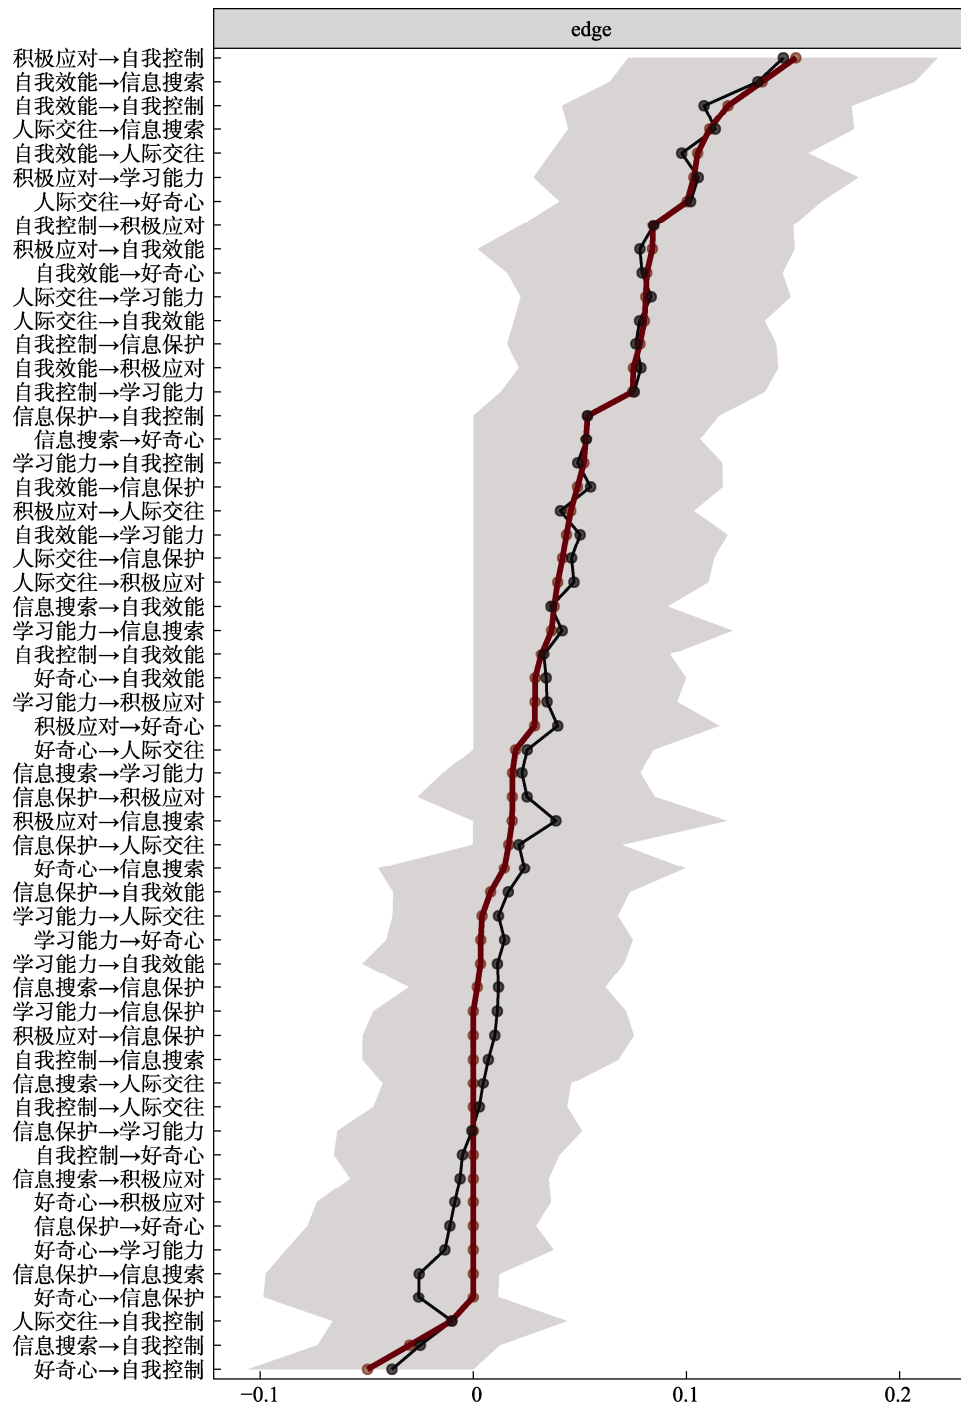 edge
积极应对→自我控制
自我效能→信息搜索
自我效能→自我控制
人际交往→信息搜索
自我效能→人际交往
积极应对→学习能力
人际交往→好奇心
自我控制→积极应对
积极应对→自我效能
自我效能→好奇心
人际交往→学习能力
人际交往→自我效能
自我控制→信息保护
自我效能→积极应对
自我控制→学习能力
信息保护→自我控制
信息搜索→好奇心
学习能力→自我控制
自我效能→信息保护
积极应对→人际交往
自我效能→学习能力
人际交往→信息保护
人际交往→积极应对
信息搜索→自我效能
学习能力→信息搜索
自我控制→自我效能
好奇心→自我效能
学习能力→积极应对
积极应对→好奇心
好奇心→人际交往
信息搜索→学习能力
信息保护→积极应对
积极应对→信息搜索
信息保护→人际交往
好奇心→信息搜索
信息保护→自我效能
学习能力→人际交往
学习能力→好奇心
学习能力→自我效能
信息搜索→信息保护
学习能力→信息保护
积极应对→信息保护
自我控制→信息搜索
信息搜索→人际交往
自我控制→人际交往
信息保护→学习能力
自我控制→好奇心
信息搜索→积极应对
好奇心→积极应对
信息保护→好奇心
好奇心→学习能力
信息保护→信息搜索
好奇心→信息保护
人际交往→自我控制
信息搜索→自我控制
好奇心→自我控制
−0.1 0 0.1 0.2